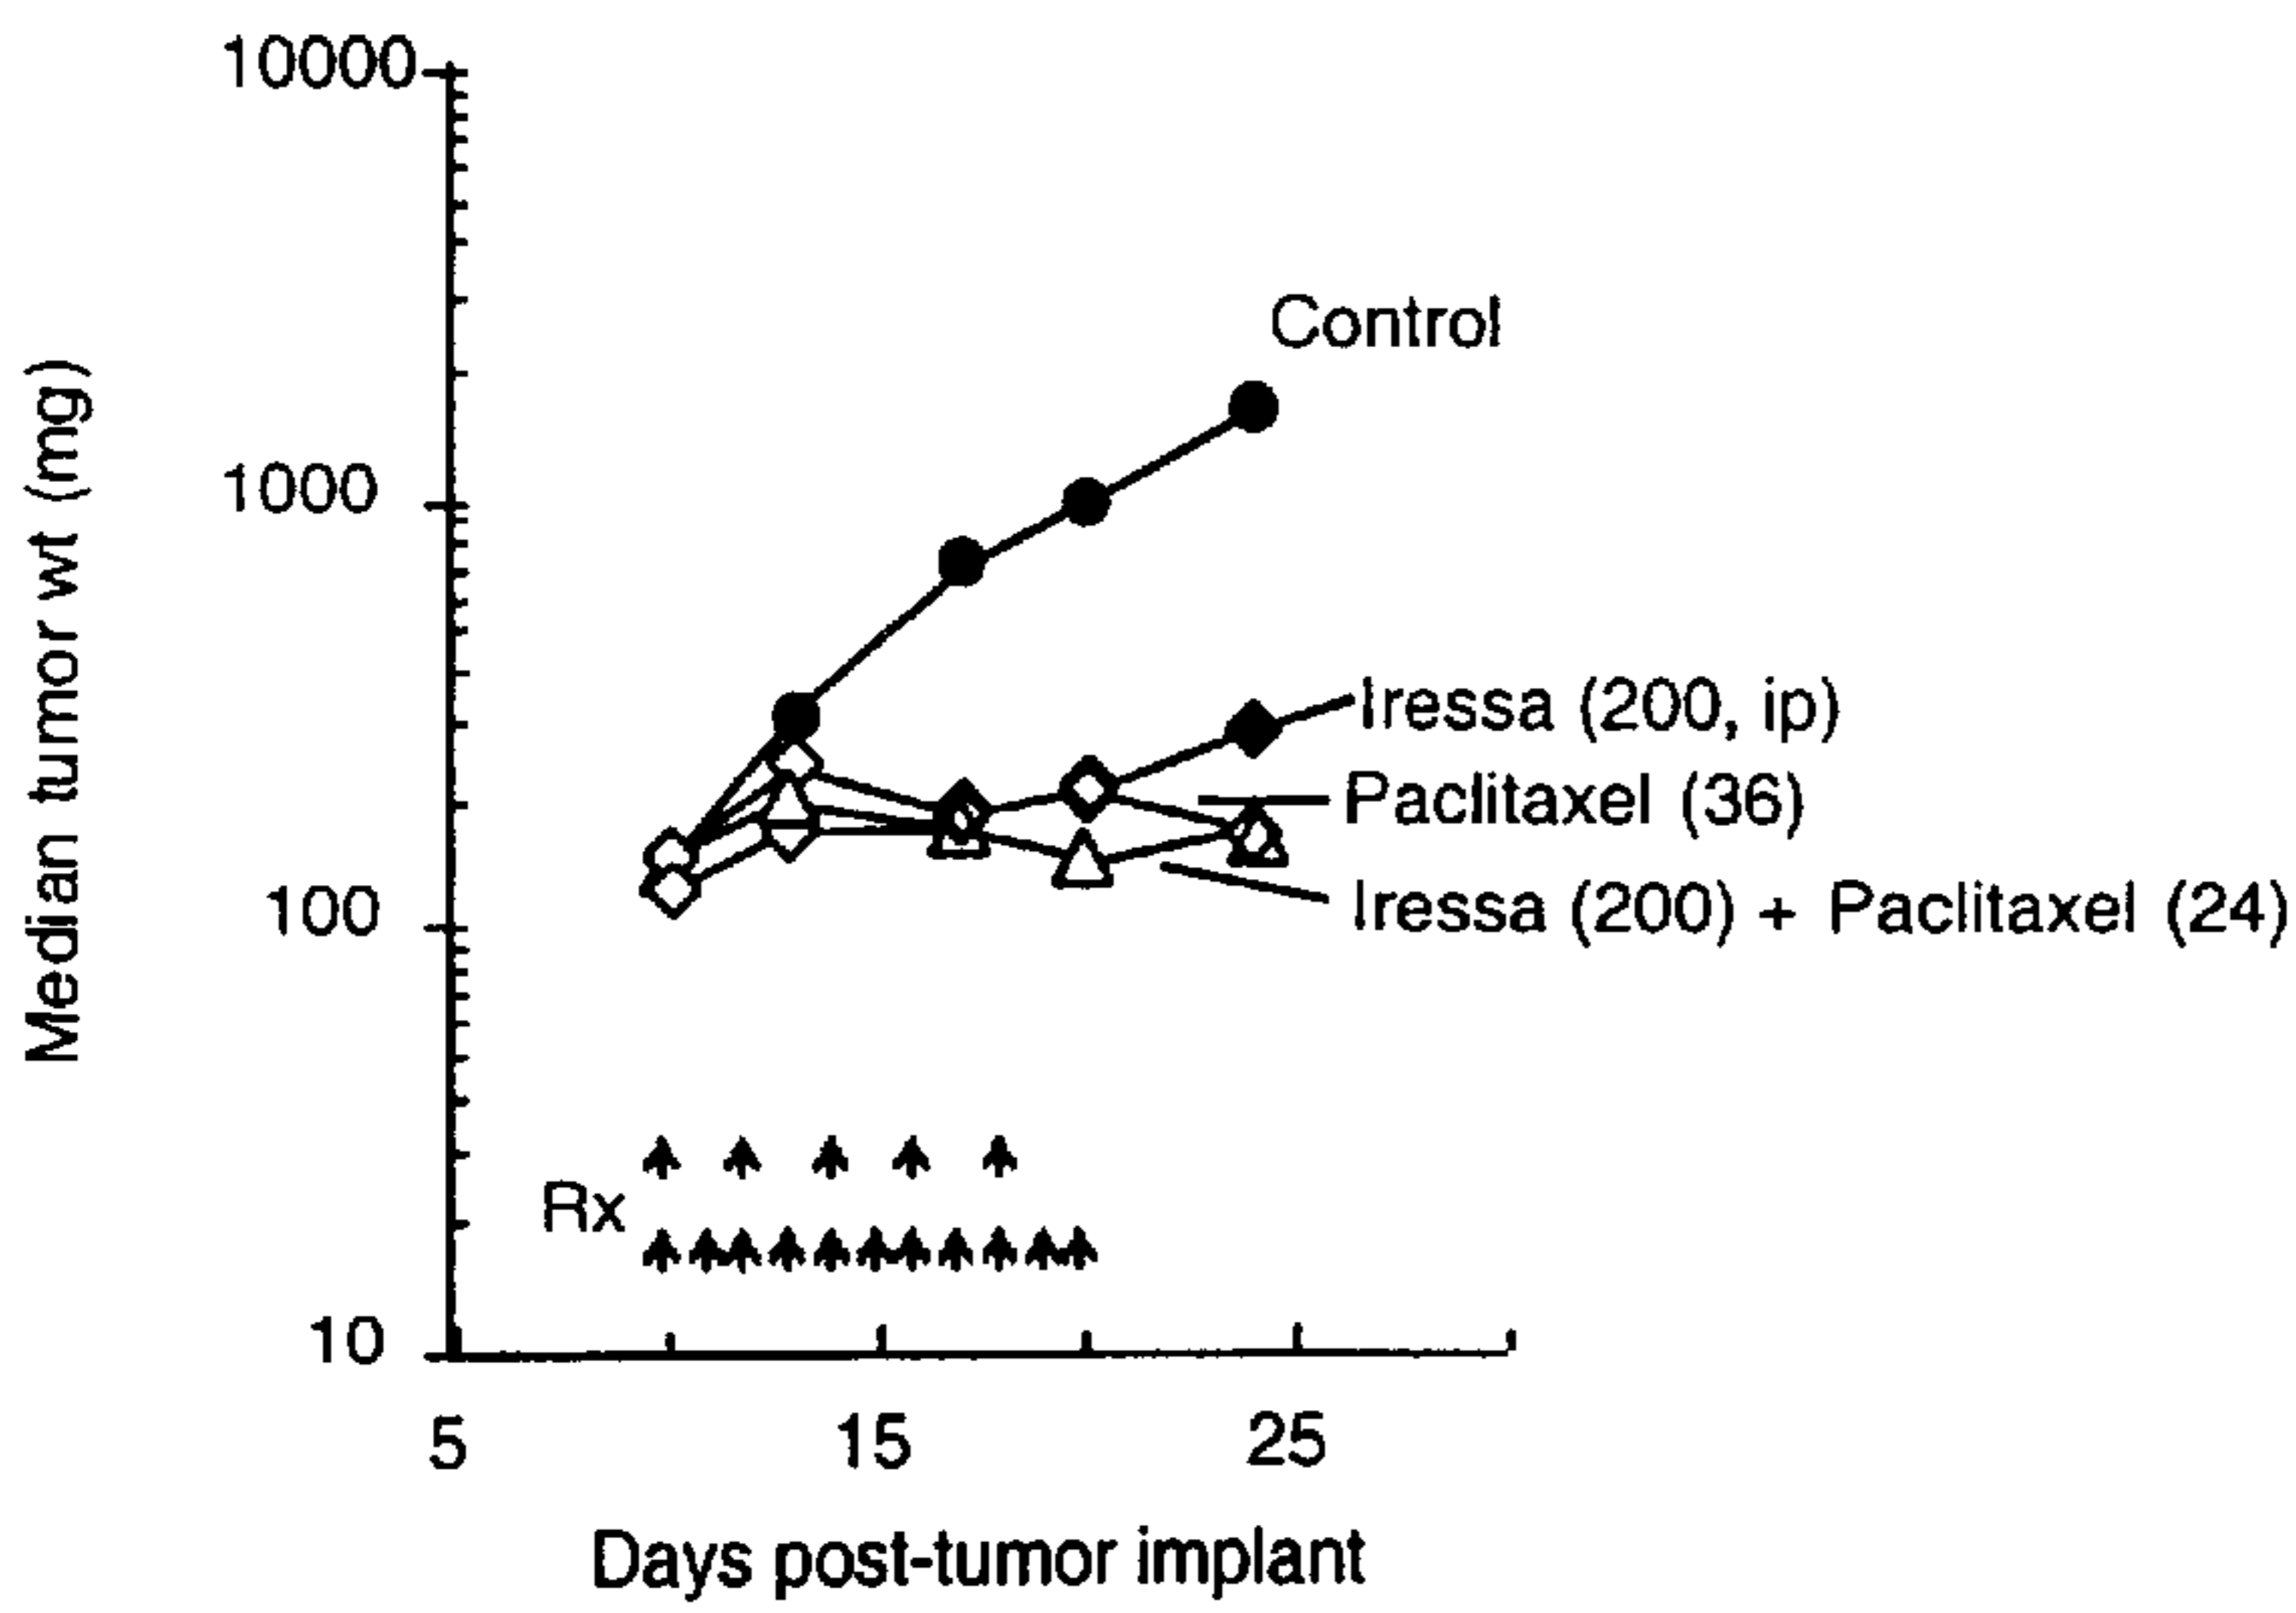 10000
1000
100
10
Median tumor wt (mg)
Control
Iressa (200, ip)
Paclitaxel (36)
Iressa (200) + Paclitaxel (24)
Rx
5
15
25
Days post-tumor implant